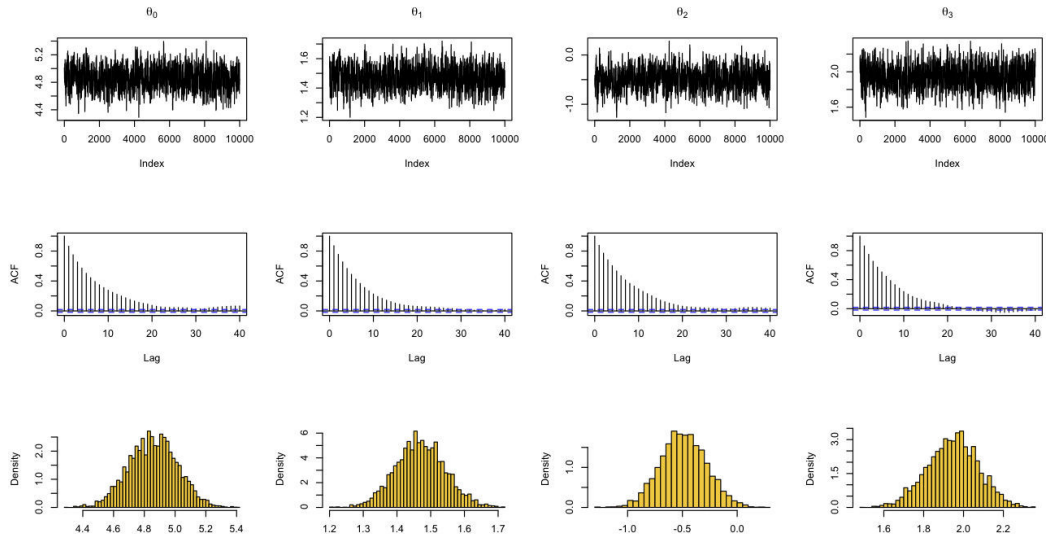 θ0 θ1 θ2 θ3
5.2 1.6 0.0 2.0
4.8 1.4 -1.0 1.6
4.4 1.2
0 2000 4000 6000 8000 10000 0 2000 4000 6000 8000 10000 0 2000 4000 6000 8000 10000 0 2000 4000 6000 8000 10000
Index Index Index Index
ACF ACF ACF ACF
0.8 0.8 0.8 0.8
0.4 0.4 0.4 0.4
0.0 0.0 0.0 0.0
0 10 20 30 40 0 10 20 30 40 0 10 20 30 40 0 10 20 30 40
Lag Lag Lag Lag
Density Density Density Density
2.0 6 1.0 3.0
1.0 4 0.0 1.5
0.0 2 0.0
0
4.4 4.6 4.8 5.0 5.2 5.4 1.2 1.3 1.4 1.5 1.6 1.7 -1.0 -0.5 0.0 1.6 1.8 2.0 2.2